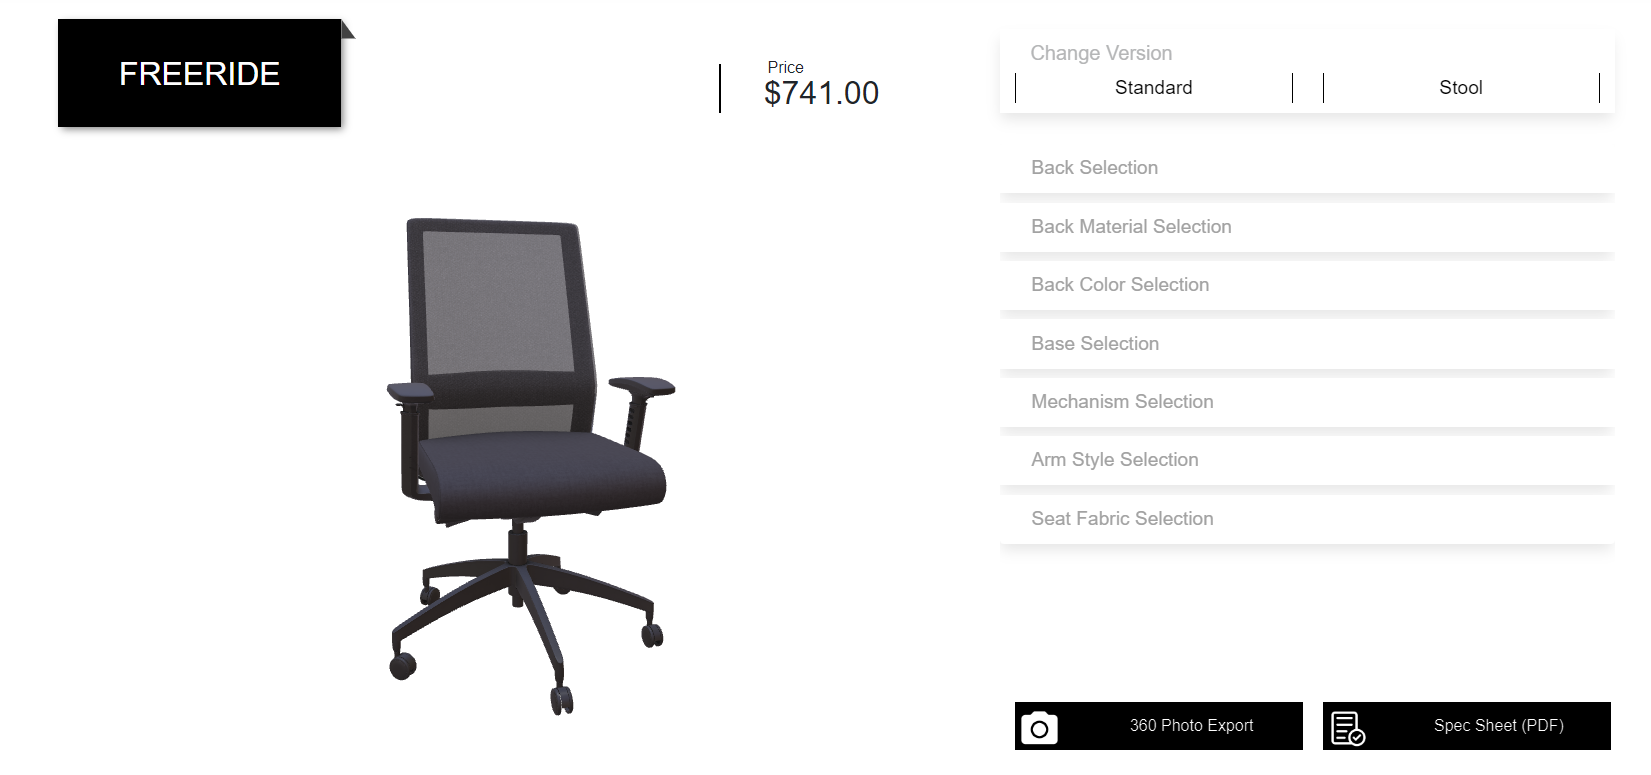 FREERIDE
Price
$741.00
Change Version
Standard
Stool
Back Selection
Back Material Selection
Back Color Selection
Base Selection
Mechanism Selection
Arm Style Selection
Seat Fabric Selection
360 Photo Export
Spec Sheet (PDF)